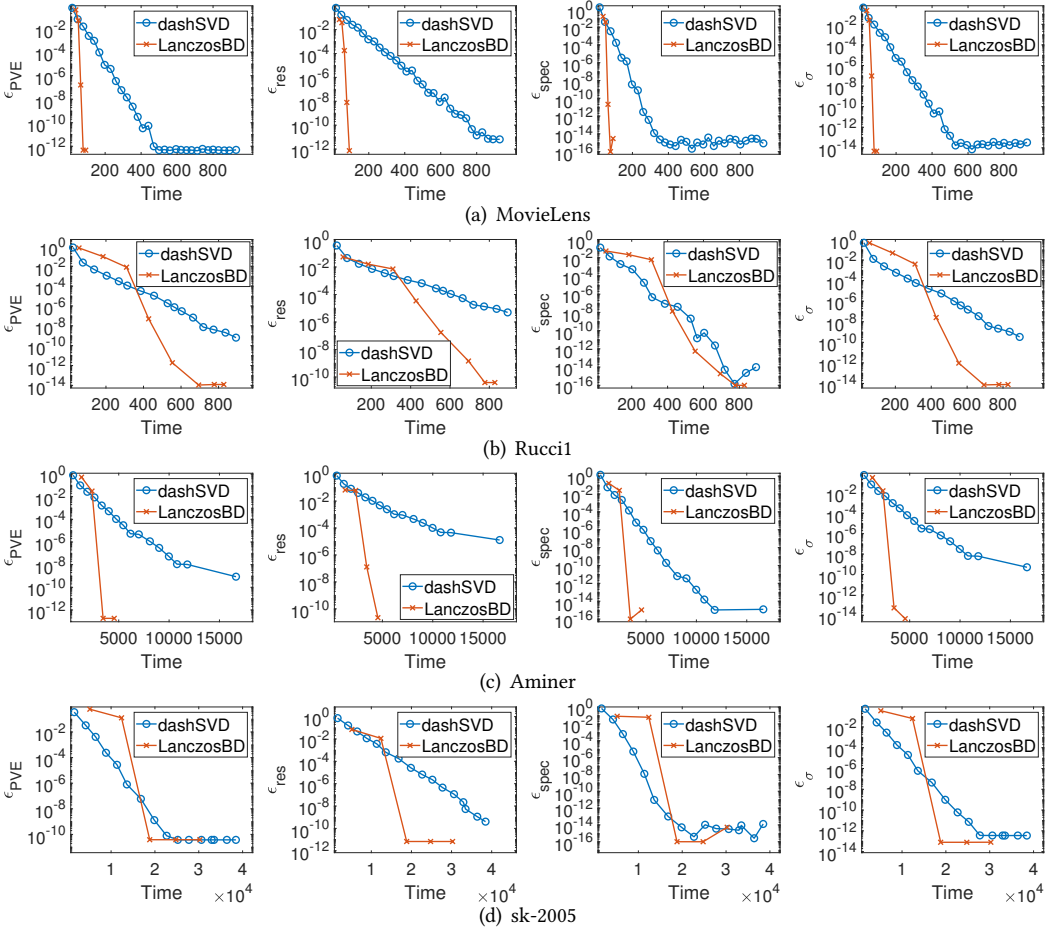 ϵ_PVE
10^-2
10^-4
10^-6
10^-8
10^-10
10^-12
200 400 600 800
Time
dashSVD
LanczosBD
ϵ_res
10^0
10^-2
10^-4
10^-6
10^-8
10^-10
10^-12
200 400 600 800
Time
dashSVD
LanczosBD
ϵ_spec
10^-2
10^-4
10^-6
10^-8
10^-10
10^-12
10^-14
10^-16
200 400 600 800
Time
dashSVD
LanczosBD
ϵ_σ
10^-2
10^-4
10^-6
10^-8
10^-10
10^-12
10^-14
200 400 600 800
Time
dashSVD
LanczosBD
(a) MovieLens
ϵ_PVE
10^0
10^-2
10^-4
10^-6
10^-8
10^-10
10^-12
10^-14
200 400 600 800
Time
dashSVD
LanczosBD
ϵ_res
10^0
10^-2
10^-4
10^-6
10^-8
10^-10
200 400 600 800
Time
dashSVD
LanczosBD
ϵ_spec
10^0
10^-2
10^-4
10^-6
10^-8
10^-10
10^-12
10^-14
10^-16
200 400 600 800
Time
dashSVD
LanczosBD
ϵ_σ
10^0
10^-2
10^-4
10^-6
10^-8
10^-10
10^-12
10^-14
200 400 600 800
Time
dashSVD
LanczosBD
(b) Rucci1
ϵ_PVE
10^0
10^-2
10^-4
10^-6
10^-8
10^-10
10^-12
5000 10000 15000
Time
dashSVD
LanczosBD
ϵ_res
10^0
10^-2
10^-4
10^-6
10^-8
10^-10
5000 10000 15000
Time
dashSVD
LanczosBD
ϵ_spec
10^0
10^-2
10^-4
10^-6
10^-8
10^-10
10^-12
10^-14
10^-16
5000 10000 15000
Time
dashSVD
LanczosBD
ϵ_σ
10^-2
10^-4
10^-6
10^-8
10^-10
10^-12
10^-14
5000 10000 15000
Time
dashSVD
LanczosBD
(c) Aminer
ϵ_PVE
10^-2
10^-4
10^-6
10^-8
10^-10
1 2 3 4
Time
×10^4
dashSVD
LanczosBD
ϵ_res
10^0
10^-2
10^-4
10^-6
10^-8
10^-10
10^-12
1 2 3 4
Time
×10^4
dashSVD
LanczosBD
ϵ_spec
10^0
10^-2
10^-4
10^-6
10^-8
10^-10
10^-12
10^-14
10^-16
1 2 3 4
Time
×10^4
dashSVD
LanczosBD
ϵ_σ
10^-2
10^-4
10^-6
10^-8
10^-10
10^-12
10^-14
1 2 3 4
Time
×10^4
dashSVD
LanczosBD
(d) sk-2005